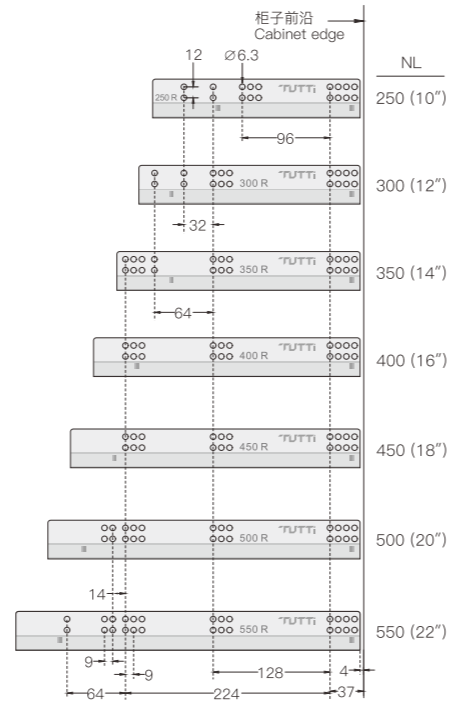 柜子前沿
Cabinet edge
NL
12
Ø6.3
250 R
TUTTi
250 (10″)
96
300 R
TUTTi
300 (12″)
32
350 R
TUTTi
350 (14″)
64
400 R
TUTTi
400 (16″)
450 R
TUTTi
450 (18″)
500 R
TUTTi
500 (20″)
14
550 R
TUTTi
550 (22″)
9
9
128
4
64
224
37